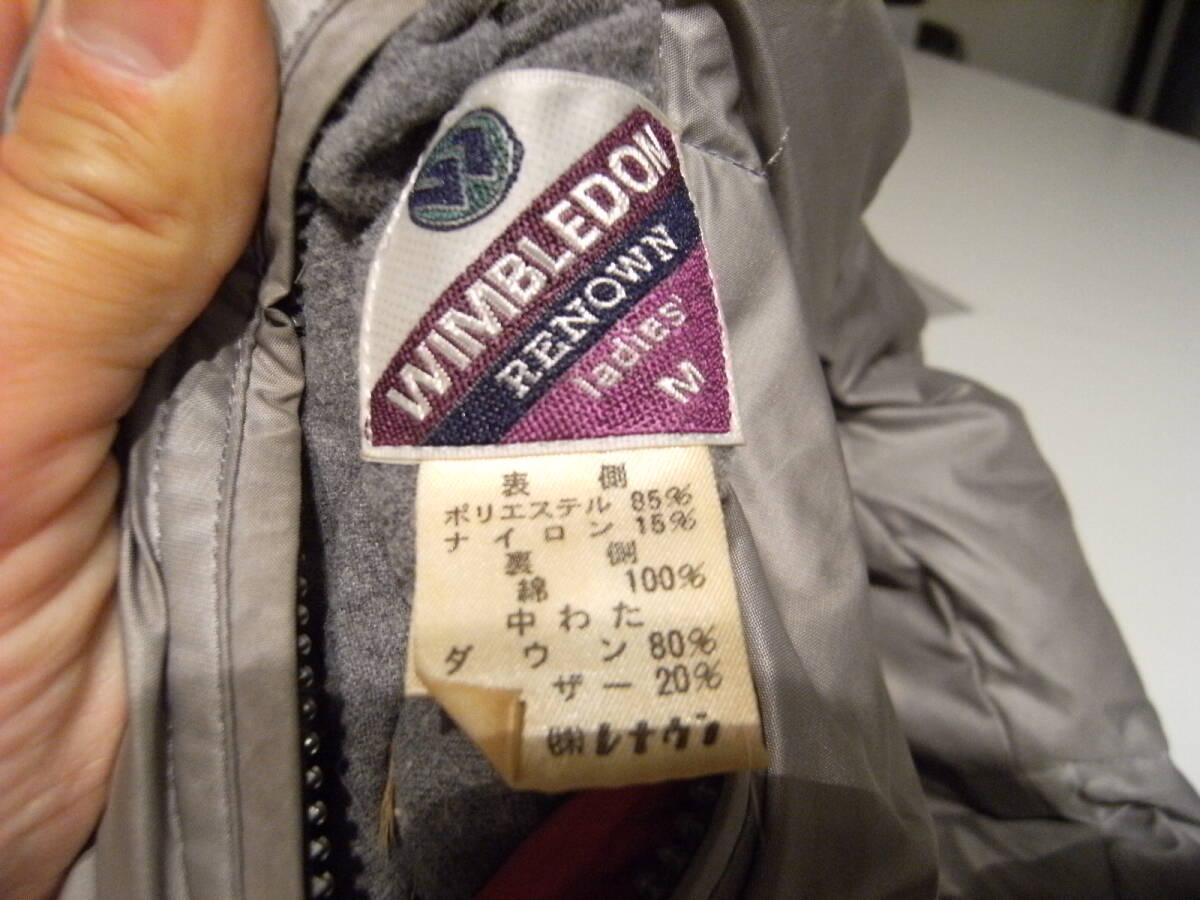 WIMBLEDON
RENOWN
ladies'
M
表側
ポリエステル 85%
ナイロン 15%
裏側
綿 100%
中わた
ダウン 80%
ザー 20%
㈱レナウン